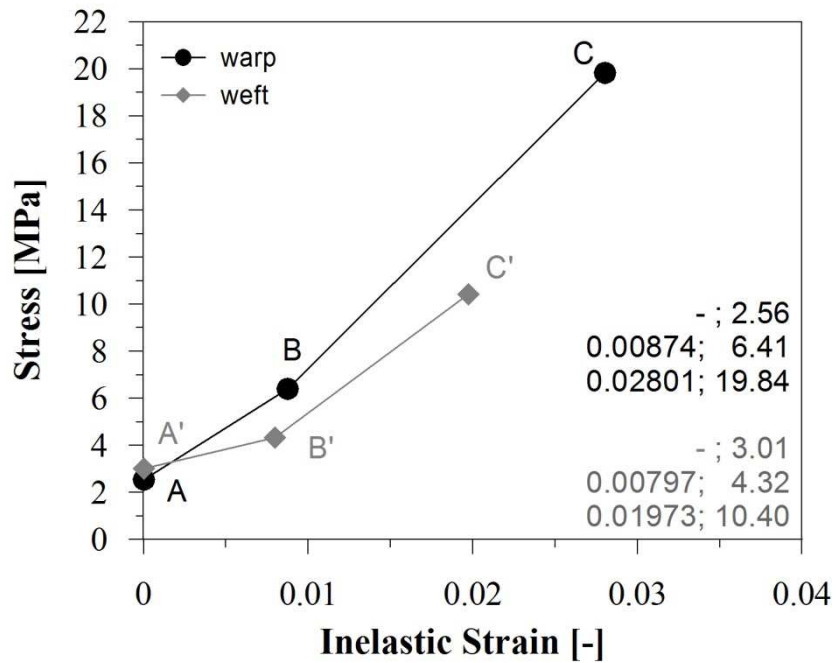 22
20
18
16
14
12
10
8
6
4
2
0
Stress [MPa]
warp
weft
C
B
C'
A'
B'
A
- ; 2.56
0.00874; 6.41
0.02801; 19.84
- ; 3.01
0.00797; 4.32
0.01973; 10.40
0 0.01 0.02 0.03 0.04
Inelastic Strain [-]